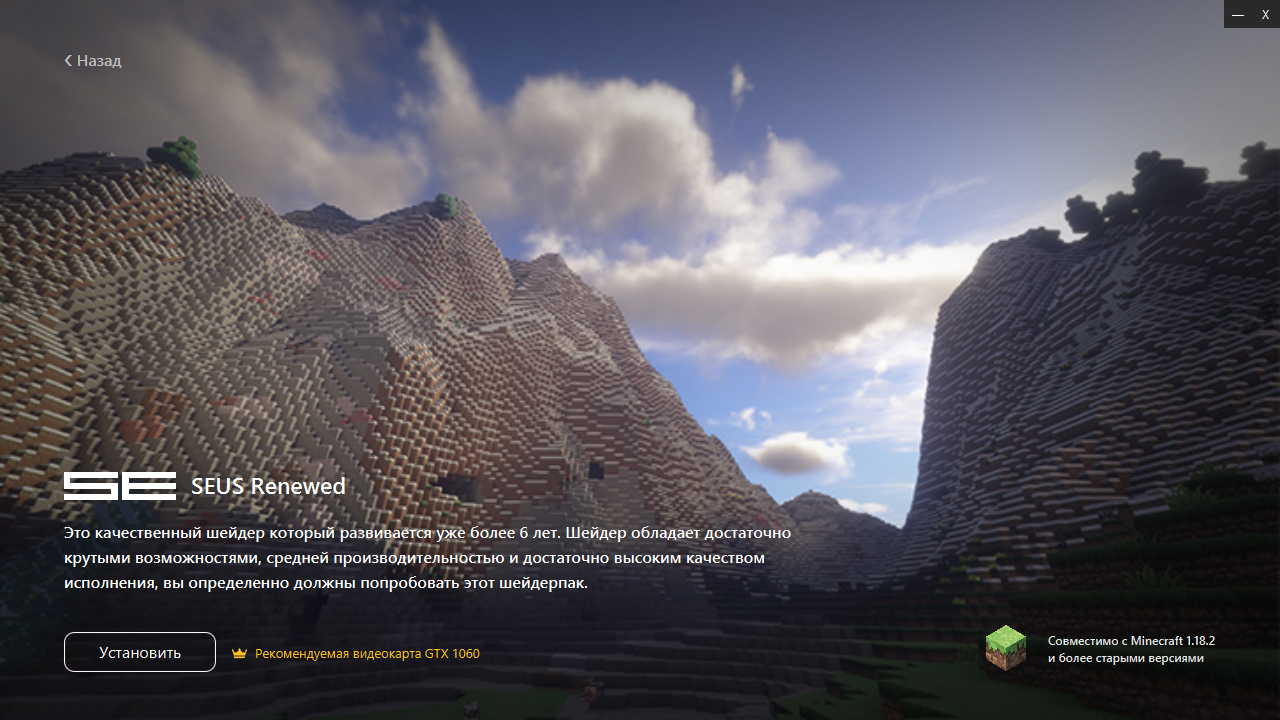 — X
Назад
SE SEUS Renewed
Это качественный шейдер который развивается уже более 6 лет. Шейдер обладает достаточно
крутыми возможностями, средней производительностью и достаточно высоким качеством
исполнения, вы определенно должны попробовать этот шейдерпак.
Установить
Рекомендуемая видеокарта GTX 1060
Совместимо с Minecraft 1.18.2
и более старыми версиями